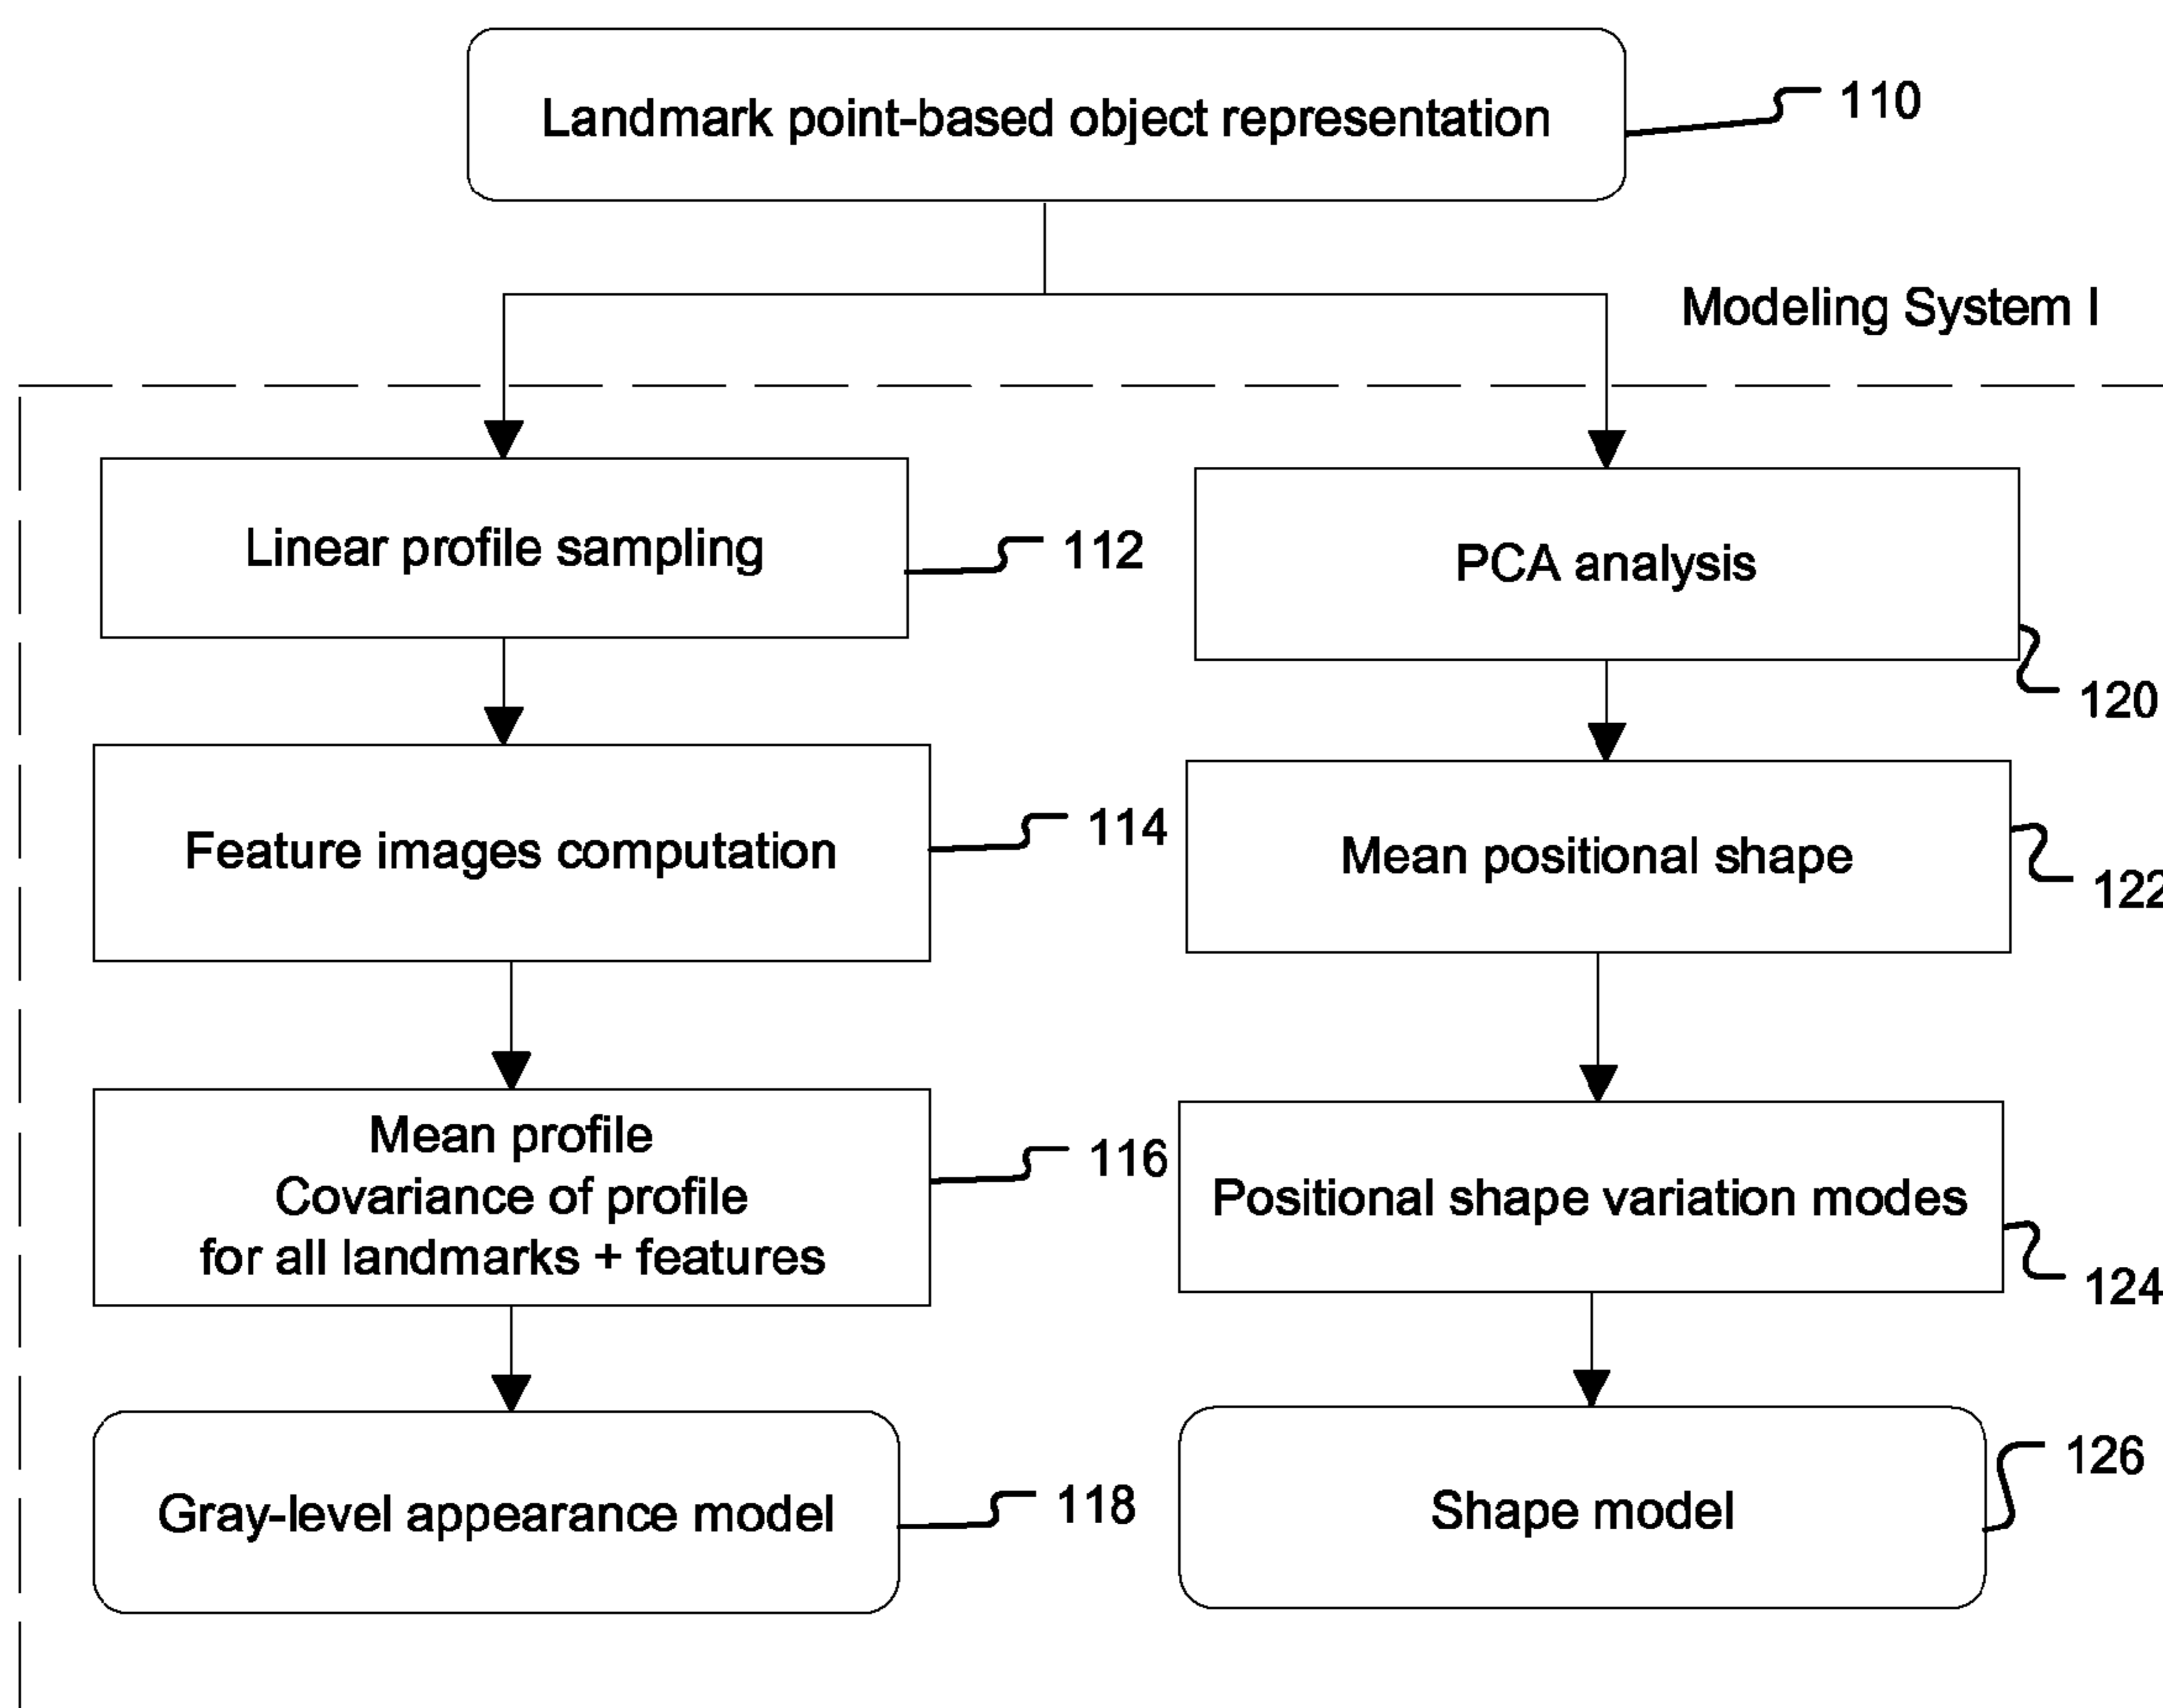 Landmark point-based object representation
110
Modeling System I
Linear profile sampling
112
PCA analysis
120
Feature images computation
114
Mean positional shape
122
Mean profile
Covariance of profile
for all landmarks + features
116
Positional shape variation modes
124
Gray-level appearance model
118
Shape model
126